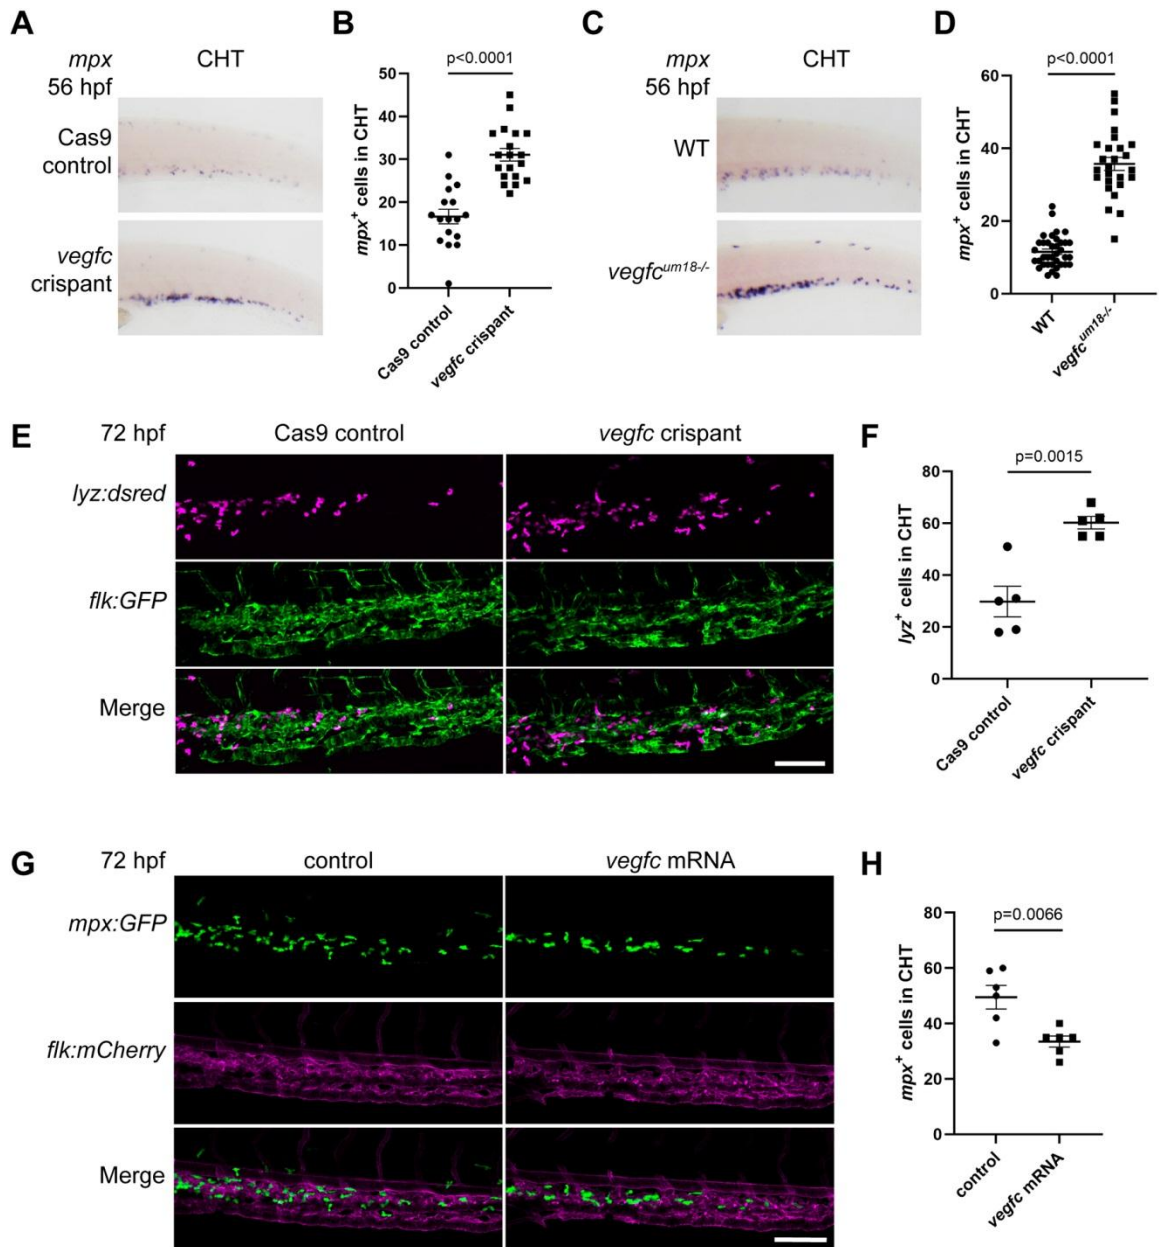 A
mpx
56 hpf
CHT
Cas9
control
vegfc
crispant
B
p<0.0001
mpx+ cells in CHT
50
40
30
20
10
0
Cas9 control
vegfc crispant
C
mpx
56 hpf
CHT
WT
vegfcum18-/-
D
p<0.0001
mpx+ cells in CHT
60
40
20
0
WT
vegfcum18-/-
E
72 hpf
Cas9 control
vegfc crispant
lyz:dsred
flk:GFP
Merge
F
p=0.0015
lyz+ cells in CHT
80
60
40
20
0
Cas9 control
vegfc crispant
G
72 hpf
control
vegfc mRNA
mpx:GFP
flk:mCherry
Merge
H
p=0.0066
mpx+ cells in CHT
80
60
40
20
0
control
vegfc mRNA